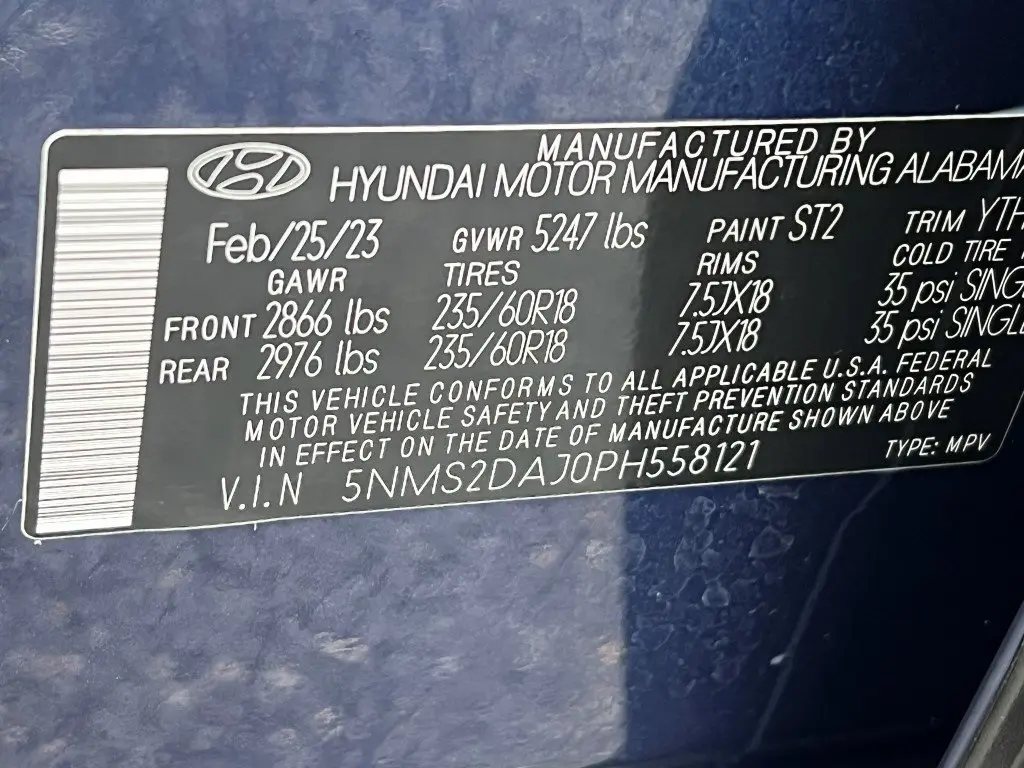 MANUFACTURED BY
HYUNDAI MOTOR MANUFACTURING ALABAMA
Feb/25/23 GVWR 5247 lbs PAINT ST2 TRIM YTH
GAWR TIRES RIMS COLD TIRE
FRONT 2866 lbs 235/60R18 7.5JX18 35 psi SING
REAR 2976 lbs 235/60R18 7.5JX18 35 psi SINGLE
THIS VEHICLE CONFORMS TO ALL APPLICABLE U.S.A. FEDERAL
MOTOR VEHICLE SAFETY AND THEFT PREVENTION STANDARDS
IN EFFECT ON THE DATE OF MANUFACTURE SHOWN ABOVE
V.I.N 5NMS2DAJ0PH558121 TYPE: MPV